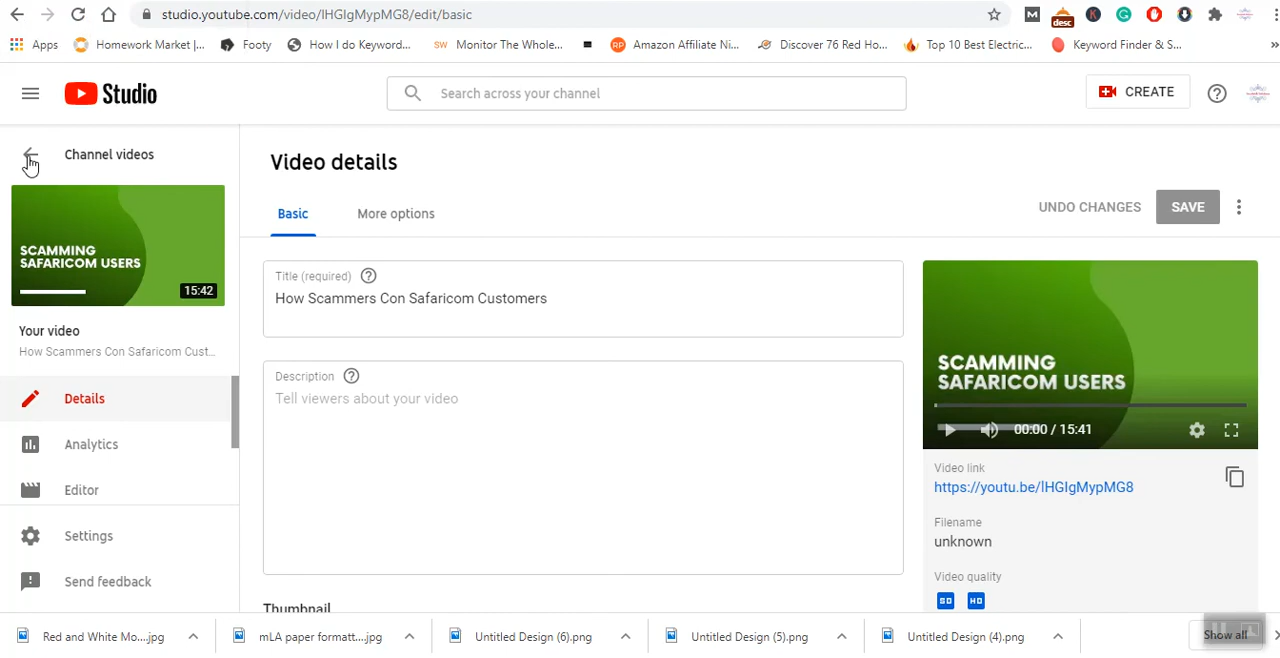 studio.youtube.com/video/lHGIgMypMG8/edit/basic
desc
Apps Homework Market |... Footy How I do Keyword... SW Monitor The Whole... RP Amazon Affiliate Ni... Discover 76 Red Ho... Top 10 Best Electric... Keyword Finder & S... »
Studio
Search across your channel
CREATE
Channel videos
SCAMMING
SAFARICOM USERS
15:42
Your video
How Scammers Con Safaricom Cust...
Details
Analytics
Editor
Settings
Send feedback
Video details
Basic More options
UNDO CHANGES SAVE
Title (required)
How Scammers Con Safaricom Customers
Description
Tell viewers about your video
Thumbnail
SCAMMING
SAFARICOM USERS
00:00 / 15:41
Video link
https://youtu.be/lHGIgMypMG8
Filename
unknown
Video quality
SD HD
Red and White Mo....jpg mLA paper formatt....jpg Untitled Design (6).png Untitled Design (5).png Untitled Design (4).png Show all